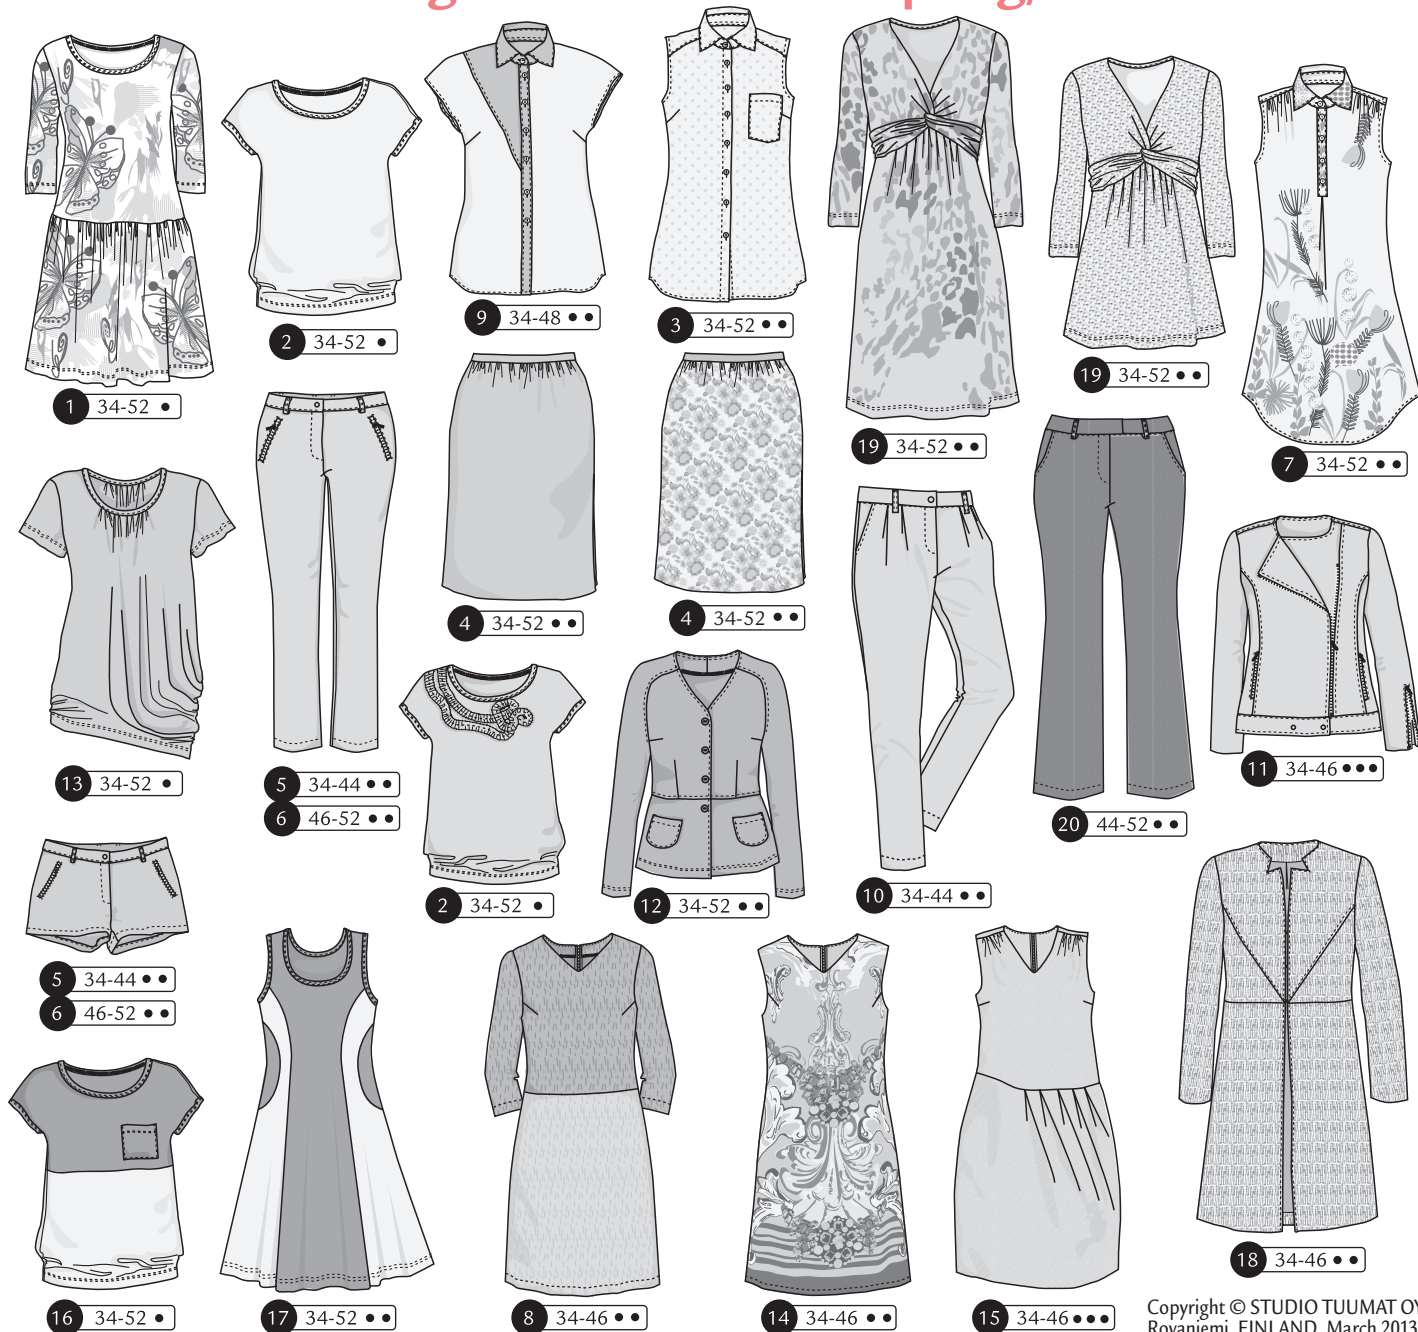 2 34-52 •
9 34-48 ••
3 34-52 ••
19 34-52 ••
1 34-52 •
19 34-52 ••
7 34-52 ••
4 34-52 ••
4 34-52 ••
13 34-52 •
5 34-44 ••
6 46-52 ••
11 34-46 •••
20 44-52 ••
2 34-52 •
12 34-52 ••
10 34-44 ••
5 34-44 ••
6 46-52 ••
18 34-46 ••
16 34-52 •
17 34-52 ••
8 34-46 ••
14 34-46 ••
15 34-46 •••
Copyright © STUDIO TUUMAT OY
Rovaniemi, FINLAND, March 2013